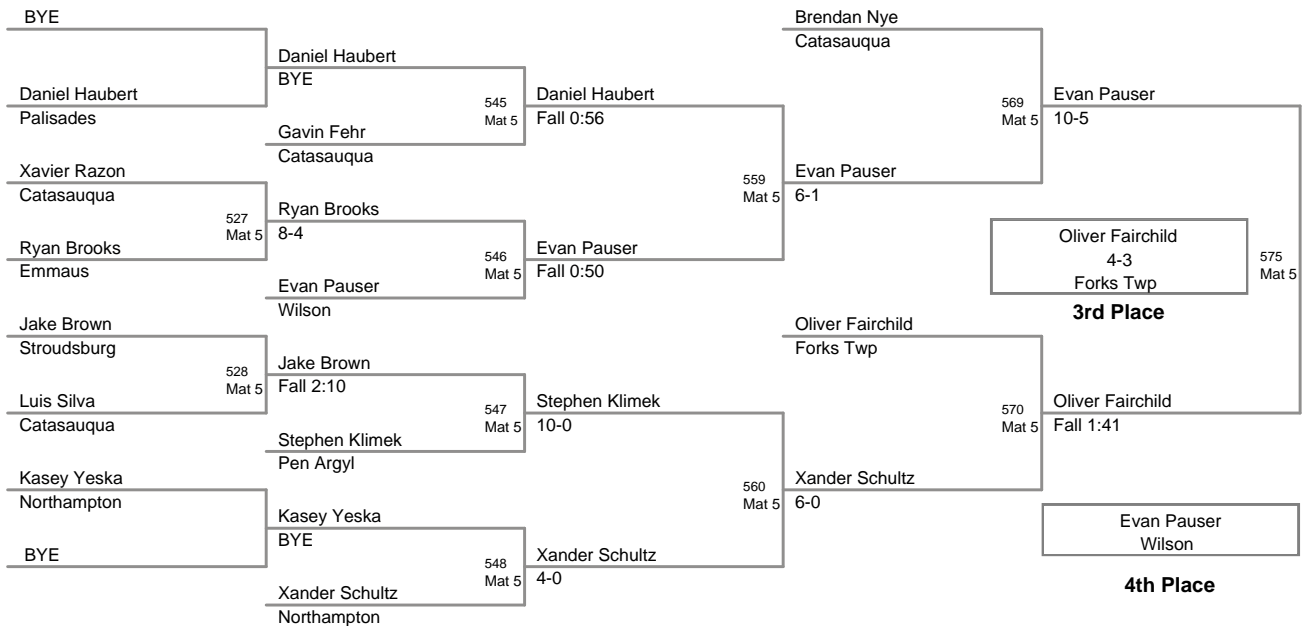 BYE
Daniel Haubert
Palisades
Xavier Razon
Catasauqua
527
Mat 5
Ryan Brooks
Emmaus
Jake Brown
Stroudsburg
528
Mat 5
Luis Silva
Catasauqua
Kasey Yeska
Northampton
BYE
Daniel Haubert
BYE
545
Mat 5
Gavin Fehr
Catasauqua
Ryan Brooks
8-4
546
Mat 5
Evan Pauser
Wilson
Jake Brown
Fall 2:10
547
Mat 5
Stephen Klimek
Pen Argyl
Kasey Yeska
BYE
548
Mat 5
Xander Schultz
Northampton
Daniel Haubert
Fall 0:56
559
Mat 5
Evan Pauser
Fall 0:50
Stephen Klimek
10-0
560
Mat 5
Xander Schultz
4-0
Brendan Nye
Catasauqua
569
Mat 5
Evan Pauser
6-1
Oliver Fairchild
Forks Twp
570
Mat 5
Xander Schultz
6-0
Evan Pauser
10-5
Oliver Fairchild
4-3
Forks Twp
575
Mat 5
3rd Place
Oliver Fairchild
Fall 1:41
Evan Pauser
Wilson
4th Place